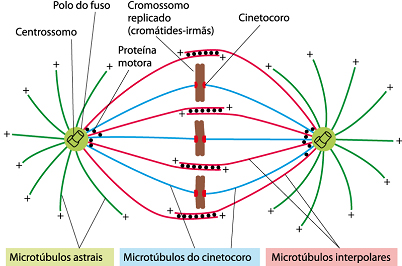 Polo do fuso
Centrossomo
Proteína
motora
Cromossomo
replicado
(cromátides-irmãs)
Cinetocoro
Microtúbulos astrais
Microtúbulos do cinetocoro
Microtúbulos interpolares